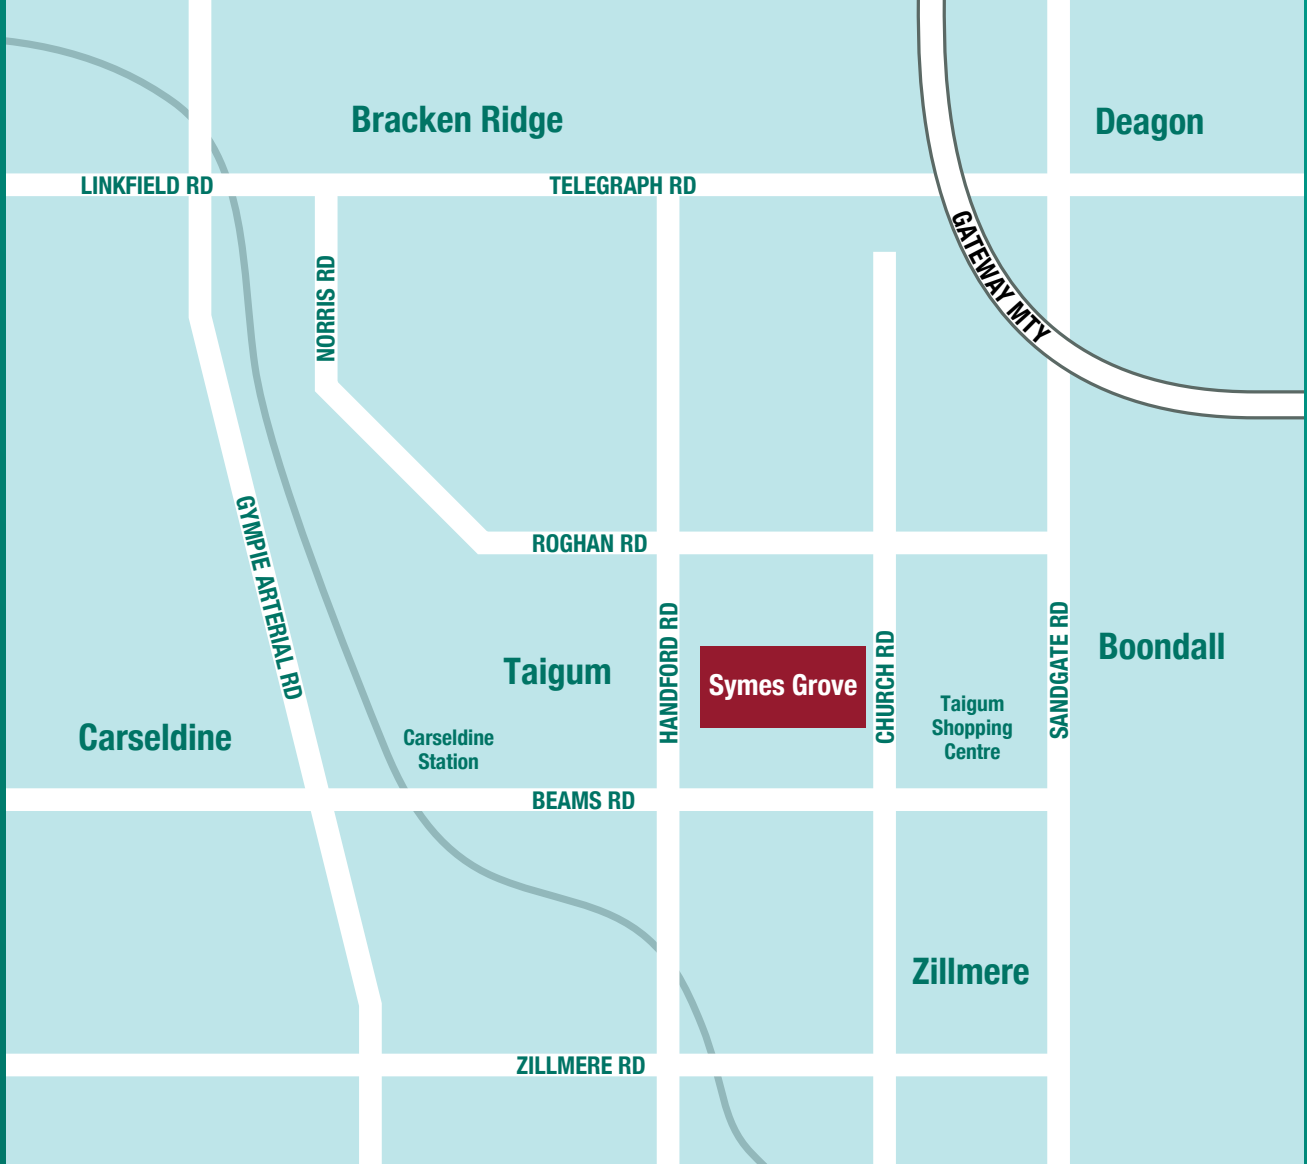 Bracken Ridge
Deagon
LINKFIELD RD
TELEGRAPH RD
GATEWAY MTY
NORRIS RD
GYMPIE ARTERIAL RD
ROGHAN RD
HANDFORD RD
CHURCH RD
SANDGATE RD
Boondall
Taigum
Symes Grove
Taigum
Shopping
Centre
Carseldine
Carseldine
Station
BEAMS RD
Zillmere
ZILLMERE RD